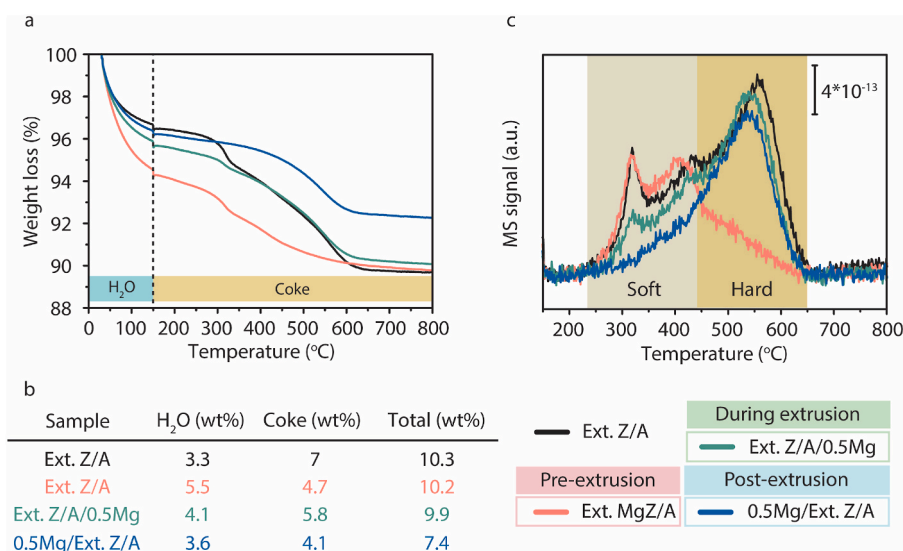 a
100
98
96
94
92
90
88
Weight loss (%)
H₂O
Coke
0 100 200 300 400 500 600 700 800
Temperature (°C)
c
MS signal (a.u.)
4*10⁻¹³
Soft
Hard
200 300 400 500 600 700 800
Temperature (°C)
b
Sample H₂O (wt%) Coke (wt%) Total (wt%)
Ext. Z/A 3.3 7 10.3
Ext. Z/A 5.5 4.7 10.2
Ext. Z/A/0.5Mg 4.1 5.8 9.9
0.5Mg/Ext. Z/A 3.6 4.1 7.4
Ext. Z/A
During extrusion
Ext. Z/A/0.5Mg
Pre-extrusion
Ext. MgZ/A
Post-extrusion
0.5Mg/Ext. Z/A